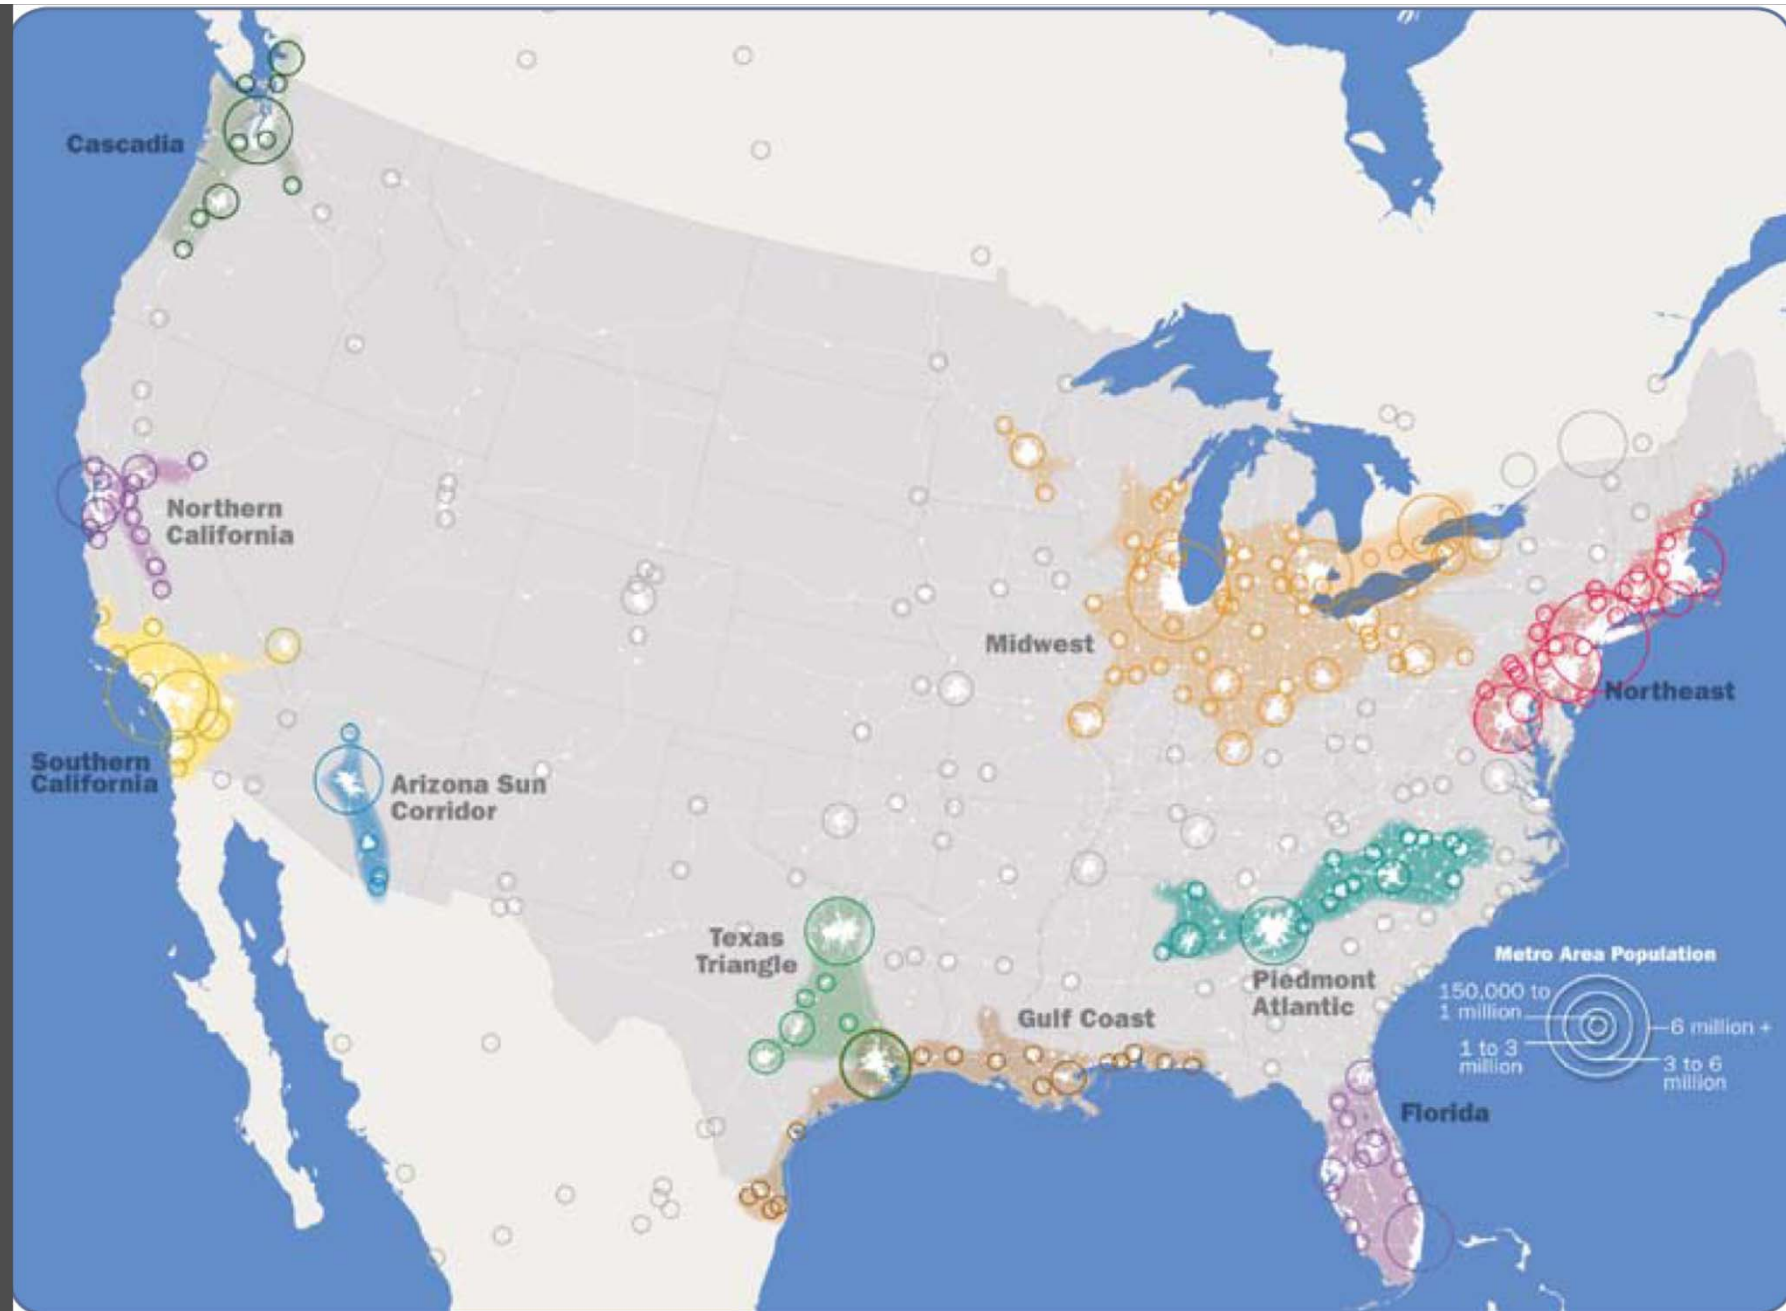 Cascadia
Northern
California
Midwest
Northeast
Southern
California
Arizona Sun
Corridor
Texas
Triangle
Gulf Coast
Piedmont
Atlantic
Florida
Metro Area Population
150,000 to
1 million
6 million +
1 to 3
million
3 to 6
million